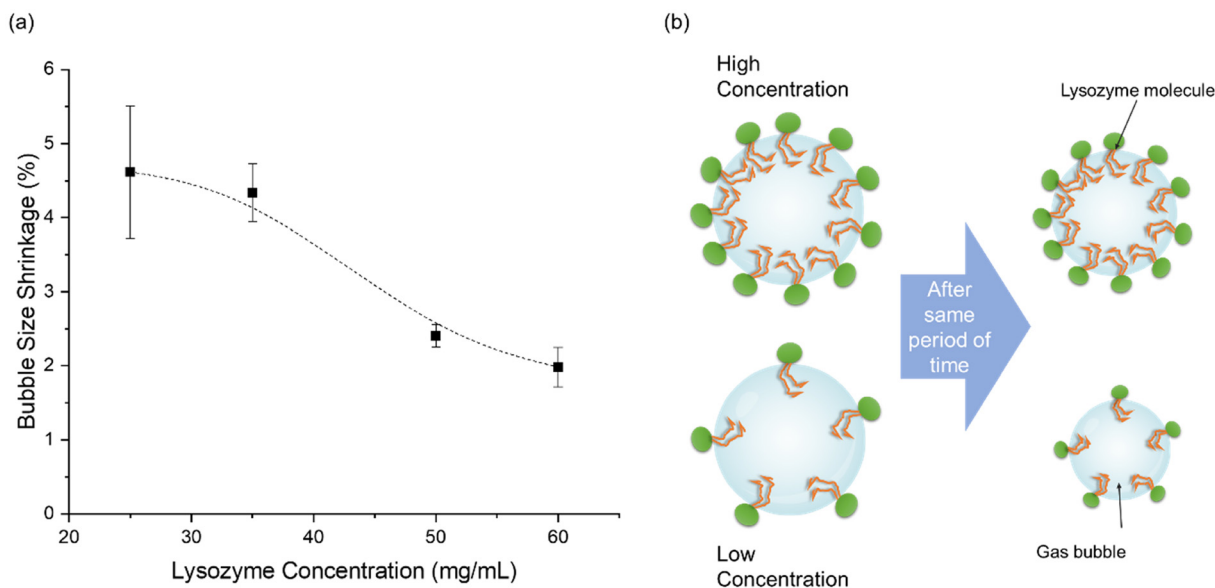 (a)
6
5
4
3
2
1
0
20
30
40
50
60
Bubble Size Shrinkage (%)
Lysozyme Concentration (mg/mL)
(b)
High
Concentration
Lysozyme molecule
After
same
period of
time
Low
Concentration
Gas bubble